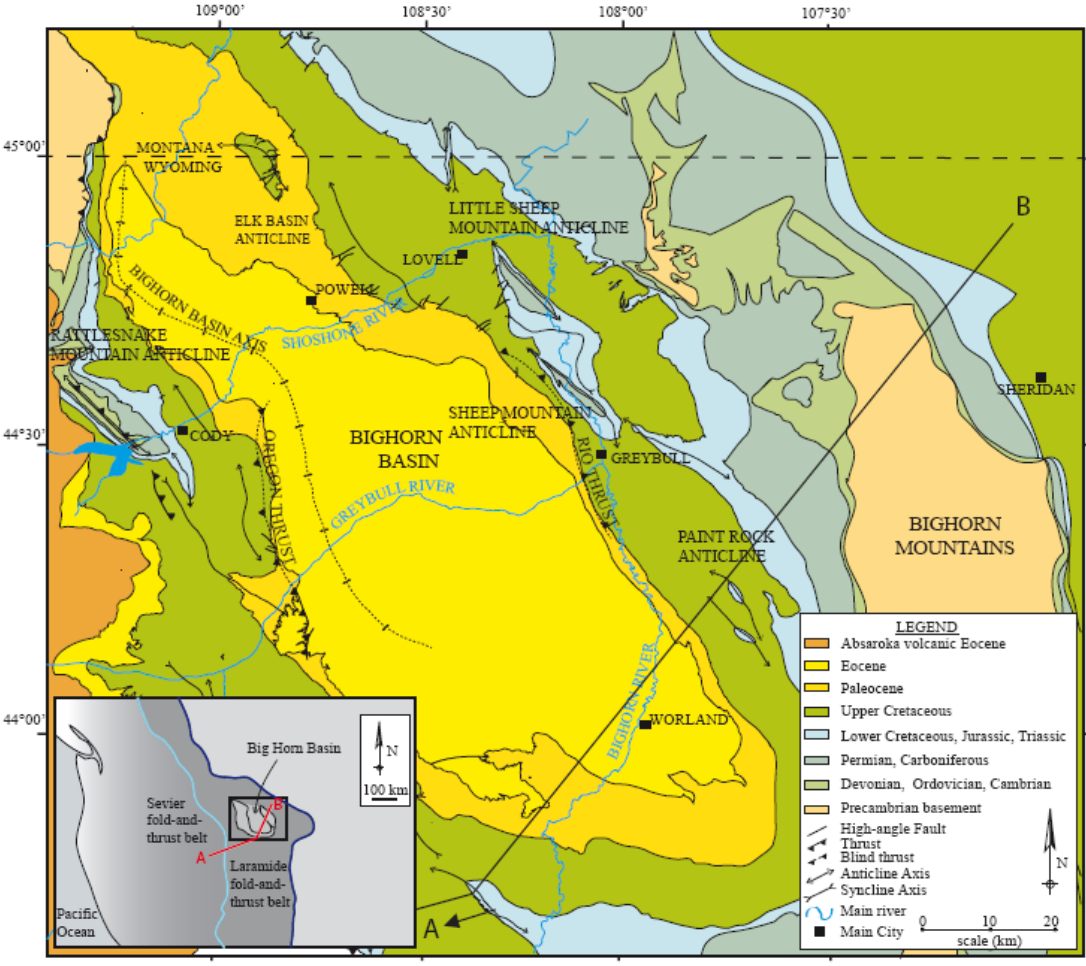 109°00'
108°30'
108°00'
107°30'
45°00'
MONTANA
WYOMING
ELK BASIN
ANTICLINE
LITTLE SHEEP
MOUNTAIN ANTICLINE
B
LOVELL
POWELL
BIGHORN BASIN AXIS
SHOSHONE RIVER
RATTLESNAKE
MOUNTAIN ANTICLINE
SHERIDAN
SHEEP MOUNTAIN
ANTICLINE
44°30'
CODY
BIGHORN
BASIN
GREYBULL
RIO THRUST
OREGON THRUST
GREYBULL RIVER
PAINT ROCK
ANTICLINE
BIGHORN
MOUNTAINS
44°00'
BIGHORN RIVER
WORLAND
A
LEGEND
Absaroka volcanic Eocene
Eocene
Paleocene
Upper Cretaceous
Lower Cretaceous, Jurassic, Triassic
Permian, Carboniferous
Devonian, Ordovician, Cambrian
Precambrian basement
High-angle Fault
Thrust
Blind thrust
Anticline Axis
Syncline Axis
Main river
Main City
N
0 10 20
scale (km)
Big Horn Basin
N
100 km
Sevier
fold-and-
thrust belt
B
A
Laramide
fold-and-
thrust belt
Pacific
Ocean